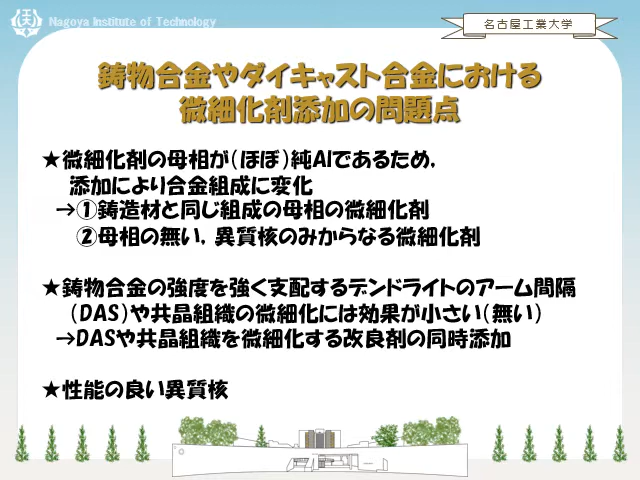 Nagoya Institute of Technology
名古屋工業大学
鋳物合金やダイキャスト合金における
微細化剤添加の問題点
★微細化剤の母相が(ほぼ)純Alであるため,
添加により合金組成に変化
→①鋳造材と同じ組成の母相の微細化剤
②母相の無い,異質核のみからなる微細化剤
★鋳物合金の強度を強く支配するデンドライトのアーム間隔
(DAS)や共晶組織の微細化には効果が小さい(無い)
→DASや共晶組織を微細化する改良剤の同時添加
★性能の良い異質核